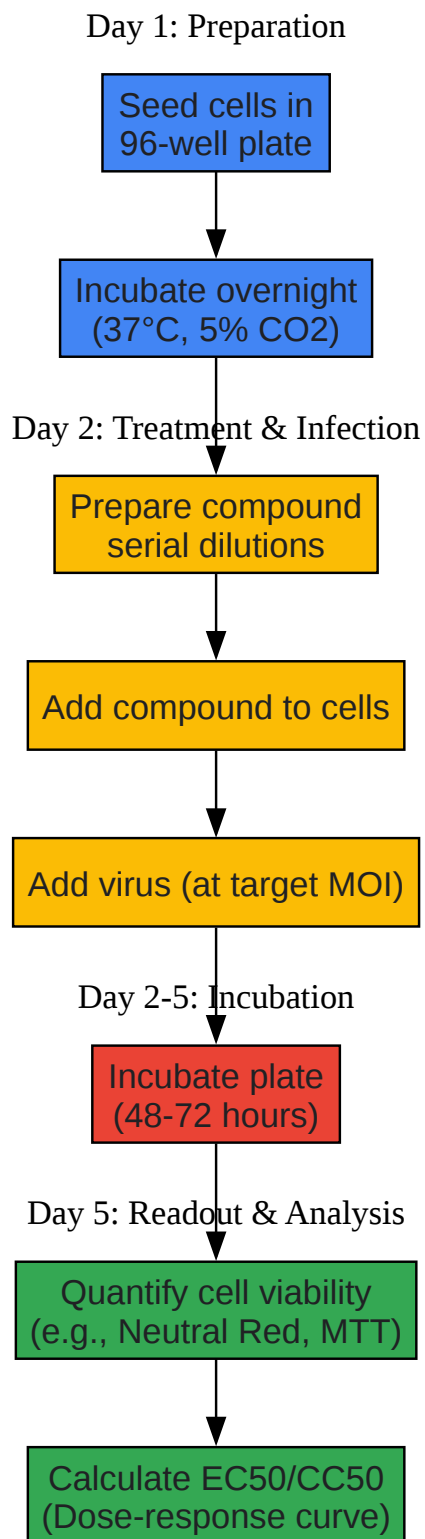 Day 1: Preparation
Seed cells in
96-well plate
Incubate overnight
(37°C, 5% CO2)
Day 2: Treatment & Infection
Prepare compound
serial dilutions
Add compound to cells
Add virus (at target MOI)
Day 2-5: Incubation
Incubate plate
(48-72 hours)
Day 5: Readout & Analysis
Quantify cell viability
(e.g., Neutral Red, MTT)
Calculate EC50/CC50
(Dose-response curve)